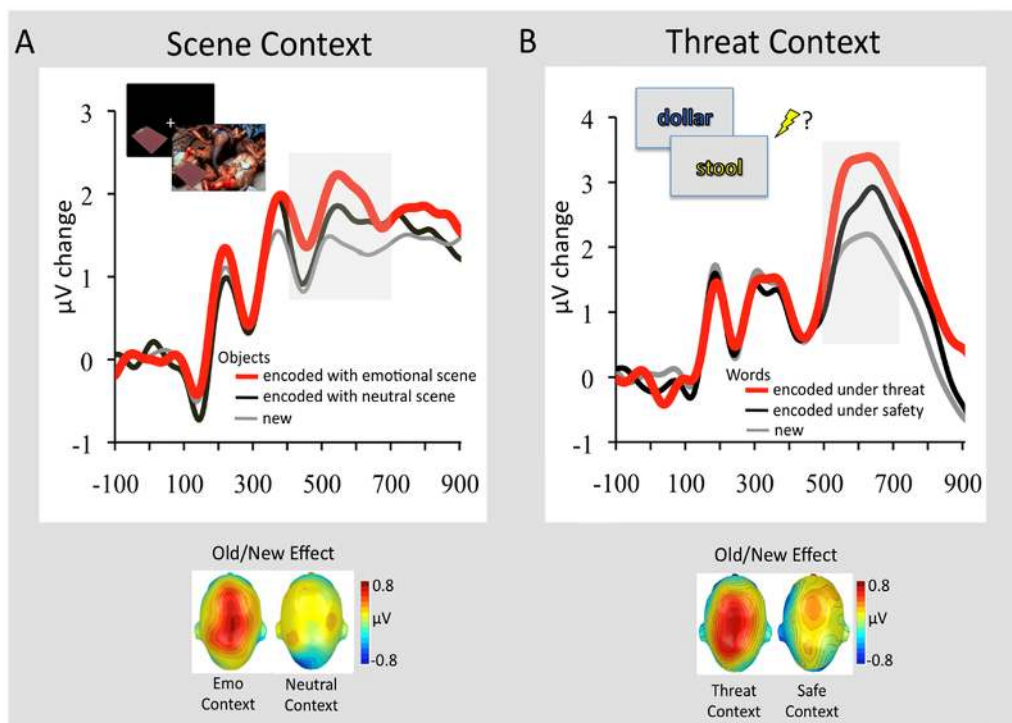 A
Scene Context
3
2
1
0
-1
µV change
+
Objects
encoded with emotional scene
encoded with neutral scene
new
-100 100 300 500 700 900
Old/New Effect
0.8
µV
-0.8
Emo
Context
Neutral
Context
B
Threat Context
4
3
2
1
0
-1
µV change
dollar
stool
?
Words
encoded under threat
encoded under safety
new
-100 100 300 500 700 900
Old/New Effect
0.8
µV
-0.8
Threat
Context
Safe
Context